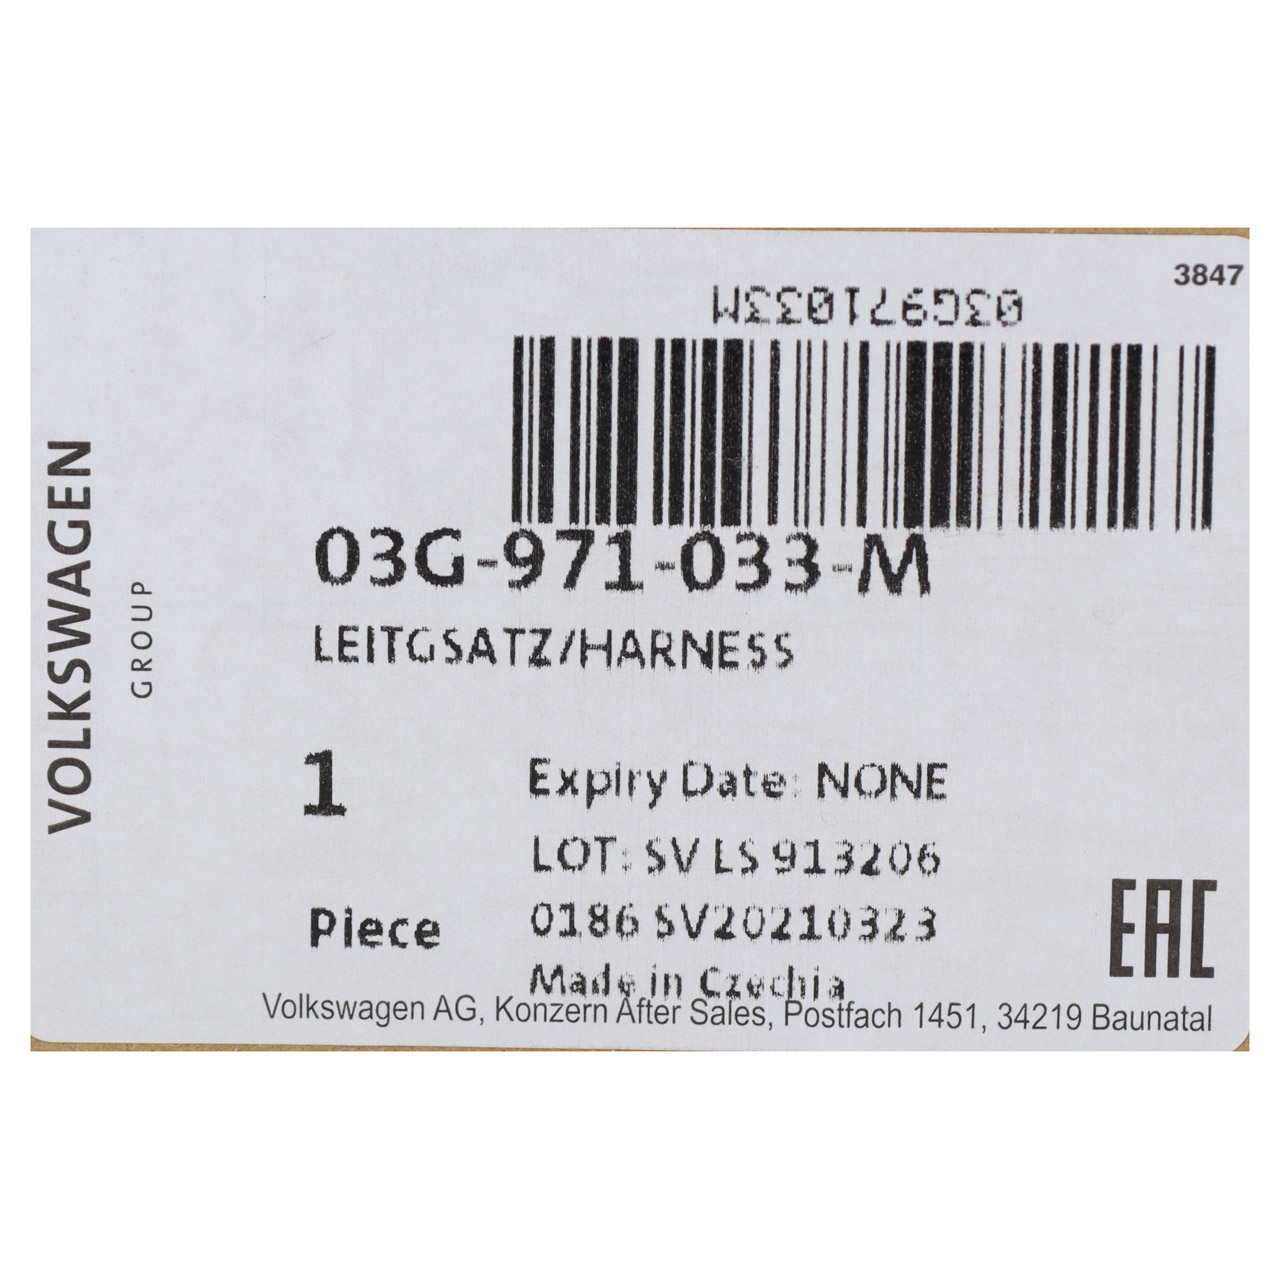 3847
03G971033M
03G-971-033-M
LEITGSATZ/HARNESS
VOLKSWAGEN
GROUP
1
Piece
Expiry Date: NONE
LOT: SV LS 913206
0186 SV20210323
Made in Czechia
EAC
Volkswagen AG, Konzern After Sales, Postfach 1451, 34219 Baunatal